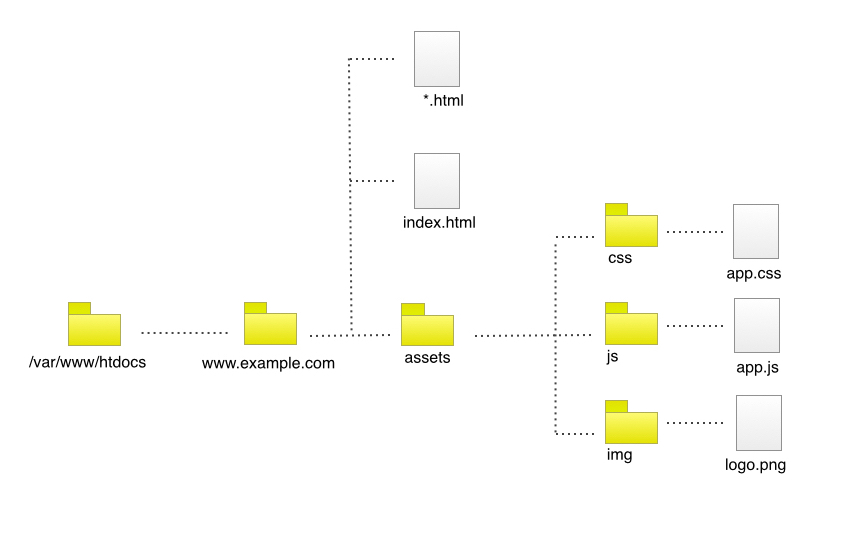 *.html
index.html
css
app.css
/var/www/htdocs
www.example.com
assets
js
app.js
img
logo.png